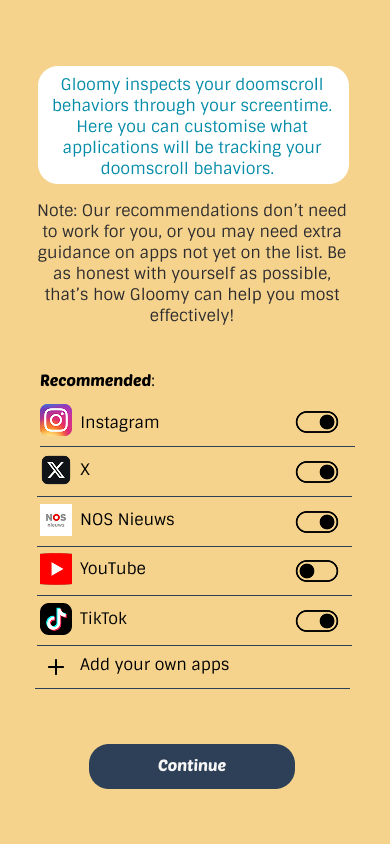 Gloomy inspects your doomscroll
behaviors through your screentime.
Here you can customise what
applications will be tracking your
doomscroll behaviors.
Note: Our recommendations don’t need
to work for you, or you may need extra
guidance on apps not yet on the list. Be
as honest with yourself as possible,
that’s how Gloomy can help you most
effectively!
Recommended:
Instagram
X
NOS
nieuws
NOS Nieuws
YouTube
TikTok
Add your own apps
Continue